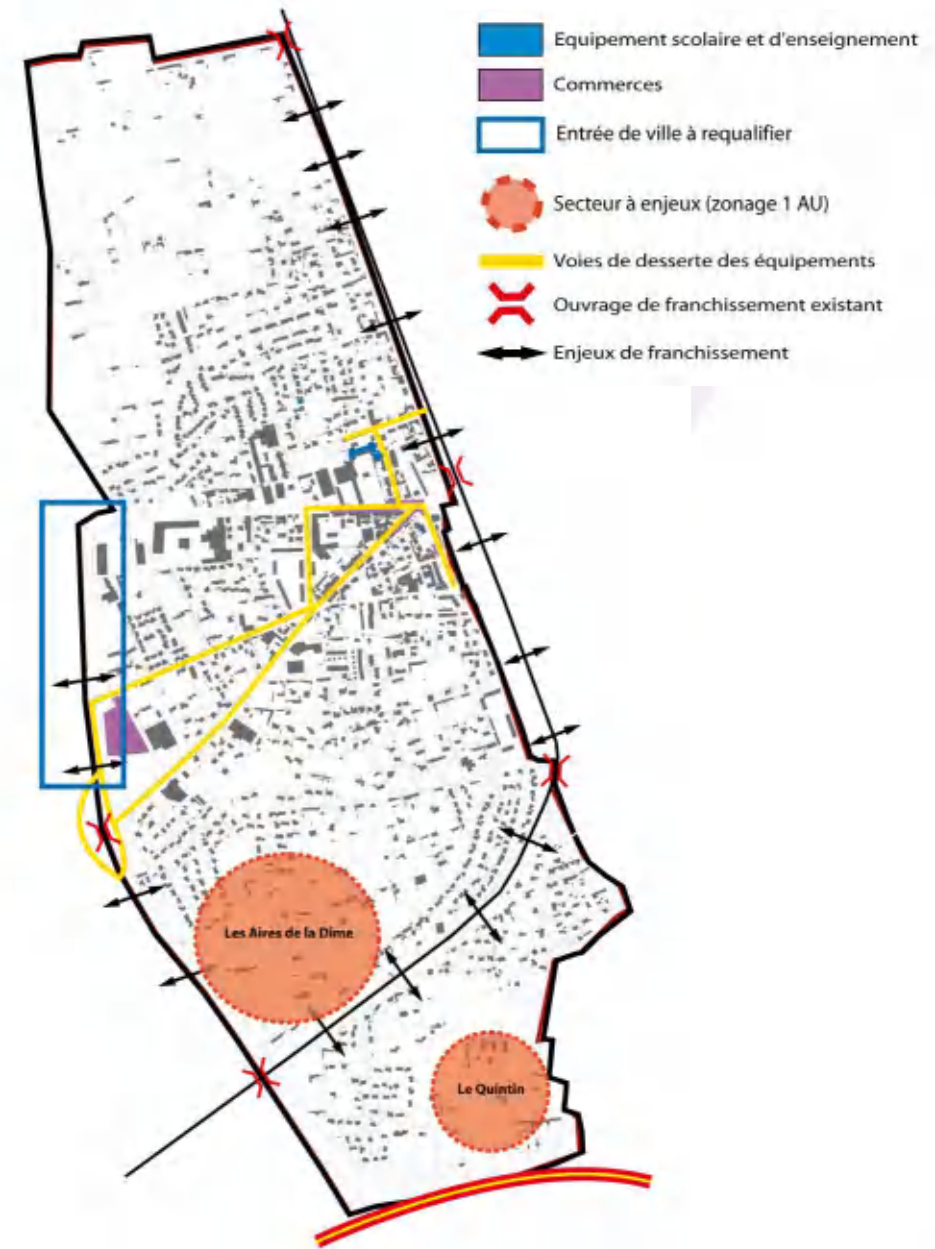 Equipement scolaire et d'enseignement
Commerces
Entrée de ville à requalifier
Secteur à enjeux (zonage 1 AU)
Voies de desserte des équipements
Ouvrage de franchissement existant
Enjeux de franchissement
Les Aires de la Dîme
Le Quintin